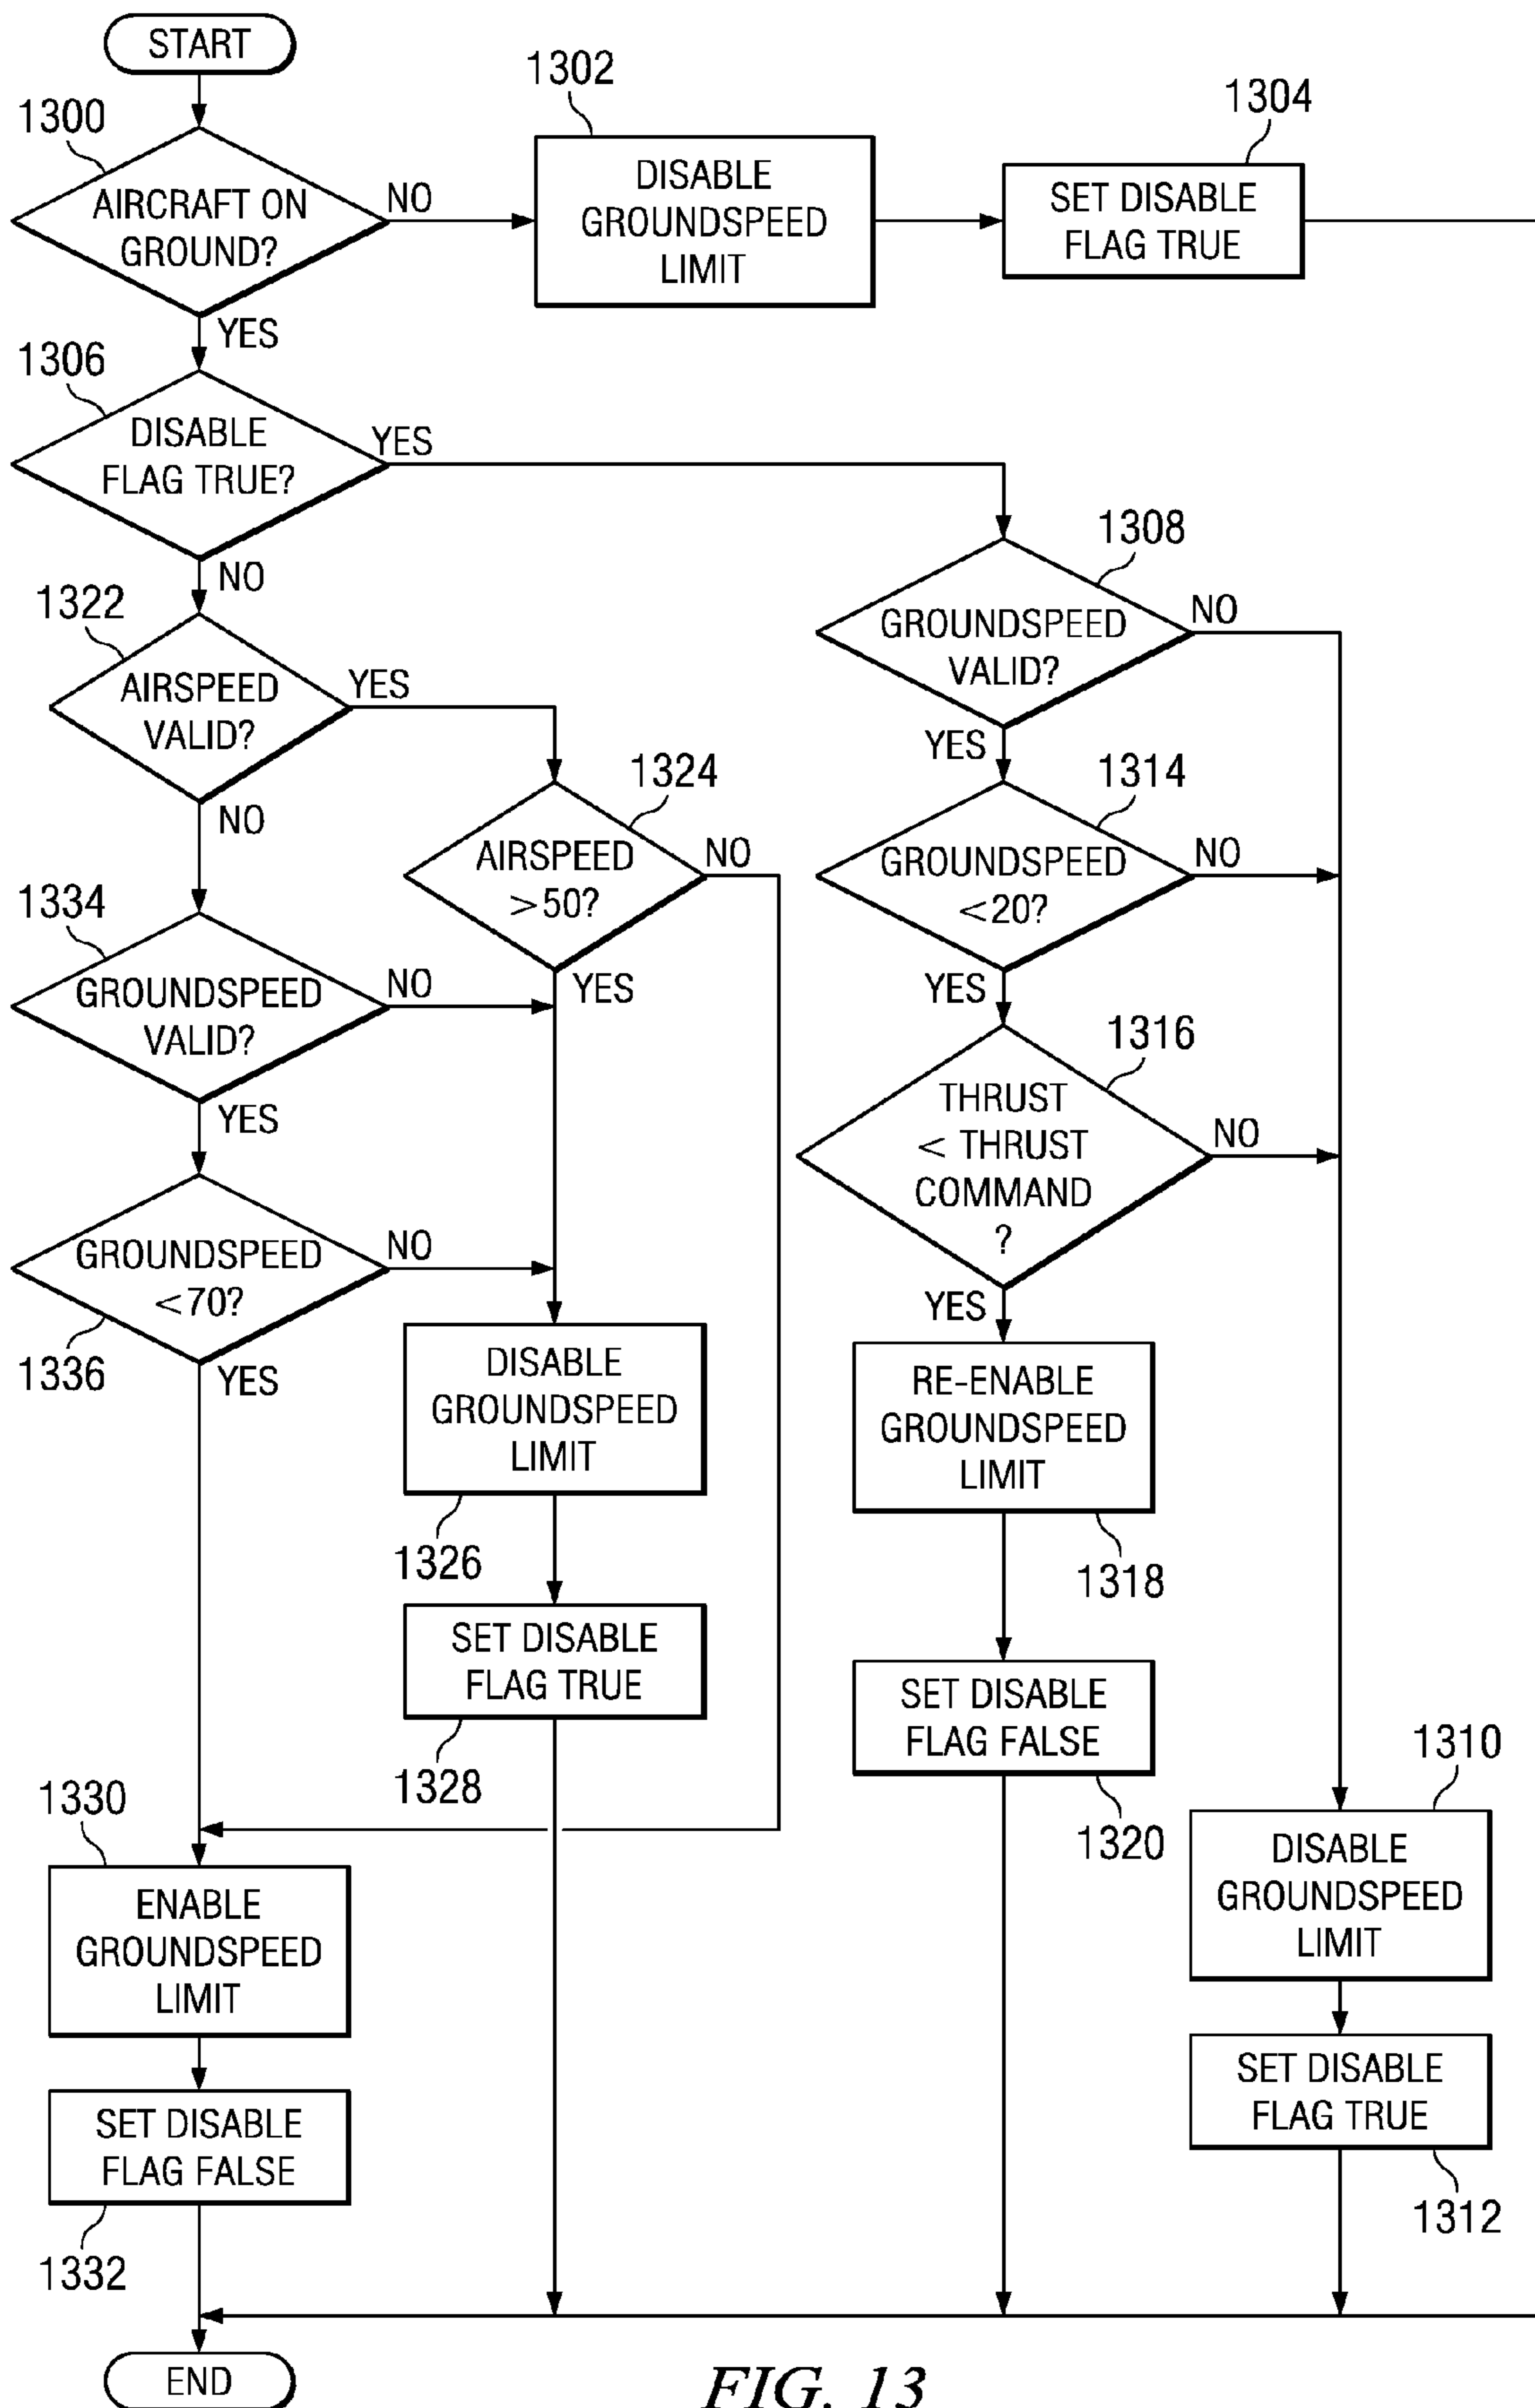 START
1300
AIRCRAFT ON
GROUND?
NO
YES
1302
DISABLE
GROUNDSPEED
LIMIT
1304
SET DISABLE
FLAG TRUE
1306
DISABLE
FLAG TRUE?
YES
NO
1308
GROUNDSPEED
VALID?
NO
YES
1322
AIRSPEED
VALID?
YES
NO
1324
AIRSPEED
>50?
NO
YES
1314
GROUNDSPEED
<20?
NO
YES
1334
GROUNDSPEED
VALID?
NO
YES
1316
THRUST
< THRUST
COMMAND
?
NO
YES
GROUNDSPEED
<70?
NO
YES
1336
DISABLE
GROUNDSPEED
LIMIT
1326
RE-ENABLE
GROUNDSPEED
LIMIT
1318
SET DISABLE
FLAG TRUE
1328
SET DISABLE
FLAG FALSE
1320
1310
DISABLE
GROUNDSPEED
LIMIT
1330
ENABLE
GROUNDSPEED
LIMIT
SET DISABLE
FLAG TRUE
1312
SET DISABLE
FLAG FALSE
1332
END
FIG. 13